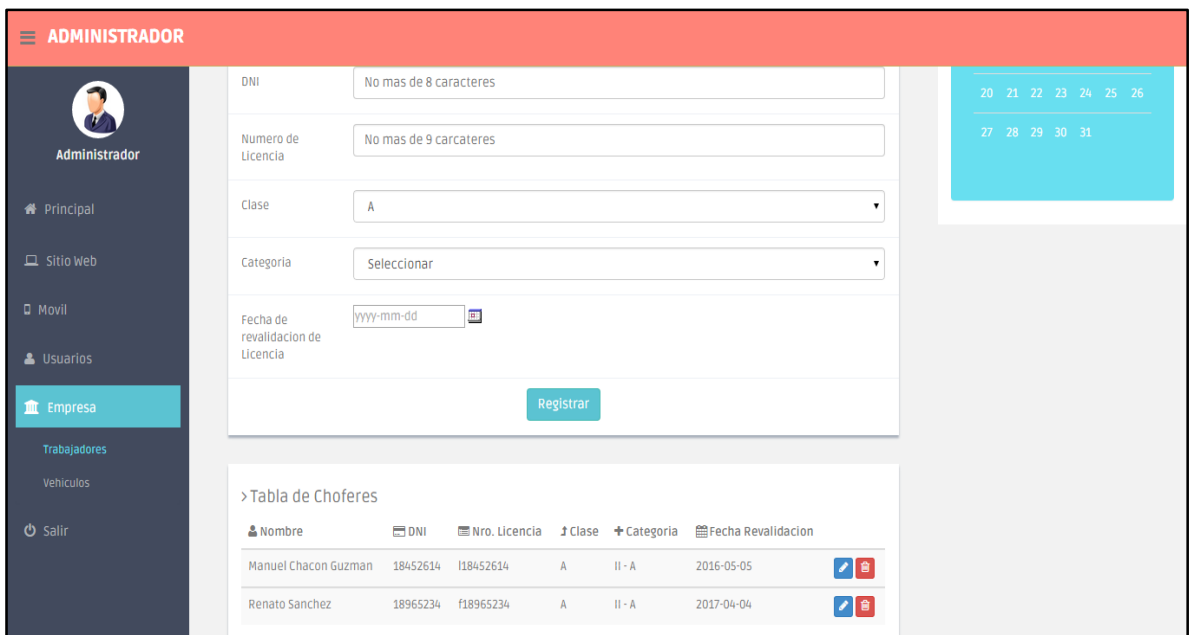 ADMINISTRADOR
Administrador
Principal
Sitio Web
Movil
Usuarios
Empresa
Trabajadores
Vehiculos
Salir
DNI No mas de 8 caracteres
Numero de
Licencia
No mas de 9 carcateres
Clase A
Categoria Seleccionar
Fecha de
revalidacion de
Licencia
yyyy-mm-dd
Registrar
20 21 22 23 24 25 26
27 28 29 30 31
> Tabla de Choferes
Nombre DNI Nro. Licencia Clase Categoria Fecha Revalidacion
Manuel Chacon Guzman 18452614 l18452614 A II - A 2016-05-05
Renato Sanchez 18965234 f18965234 A II - A 2017-04-04